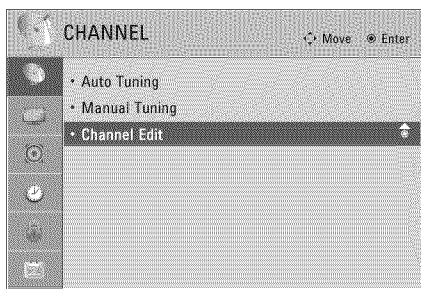 CHANNEL
Move Enter
• Auto Tuning
• Manual Tuning
• Channel Edit